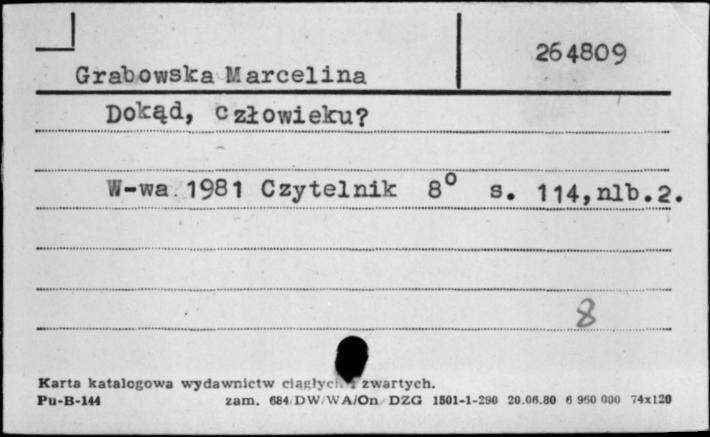 264809
Grabowska Marcelina
Dokąd, człowieku?
W-wa 1981 Czytelnik 8° s. 114, nlb.2.
8
Karta katalogowa wydawnictw ciągłych i zwartych.
Pu-B-144 zam. 684/DW/WA/On DZG 1501-1-290 20.06.80 6 960 000 74x120